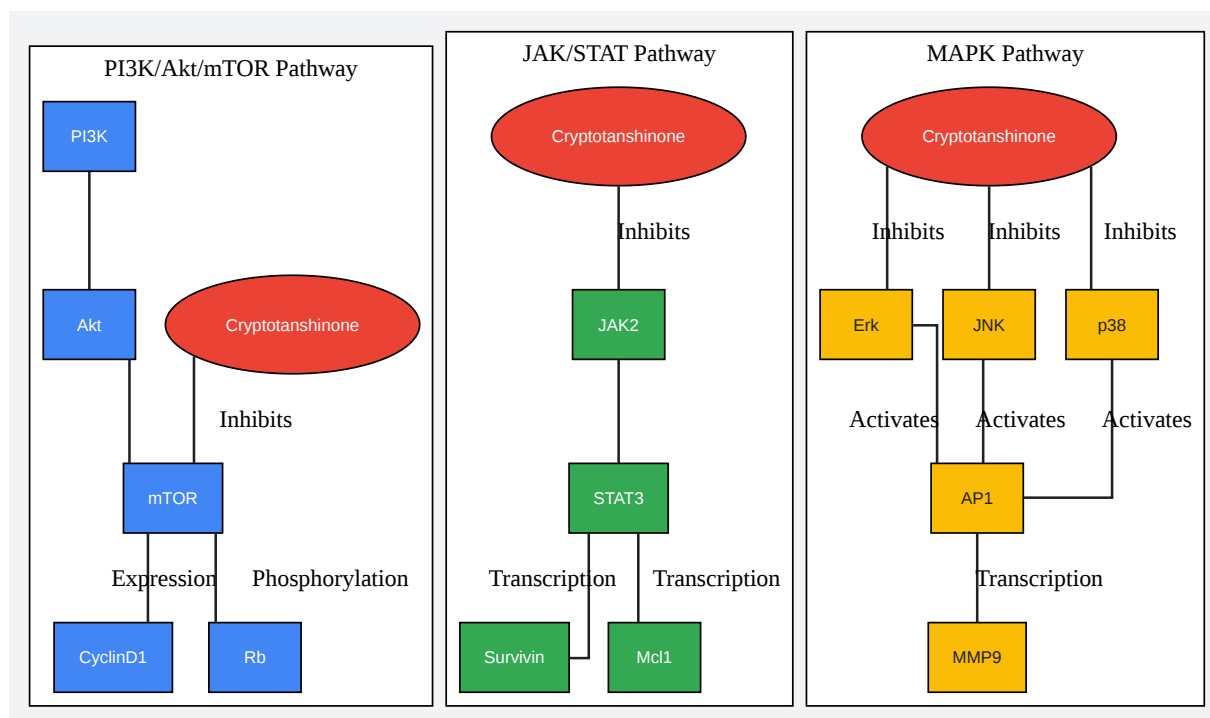 PI3K/Akt/mTOR Pathway
PI3K
Akt
Cryptotanshinone
Inhibits
mTOR
Expression
Phosphorylation
CyclinD1
Rb
JAK/STAT Pathway
Cryptotanshinone
Inhibits
JAK2
STAT3
Transcription
Transcription
Survivin
Mcl1
MAPK Pathway
Cryptotanshinone
Inhibits
Inhibits
Inhibits
Erk
JNK
p38
Activates
Activates
Activates
AP1
Transcription
MMP9